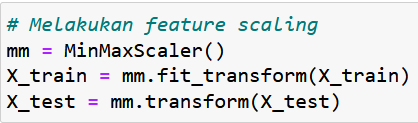 # Melakukan feature scaling
mm = MinMaxScaler()
X_train = mm.fit_transform(X_train)
X_test = mm.transform(X_test)